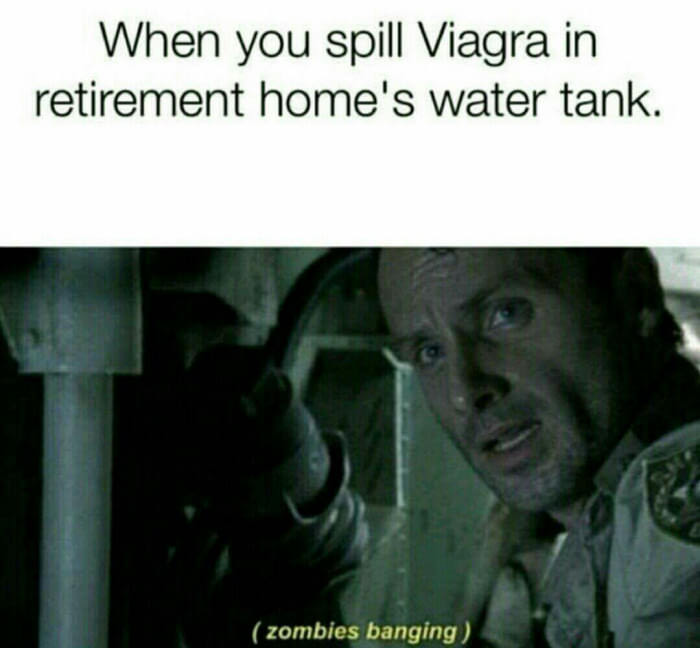 When you spill Viagra in
retirement home's water tank.
(zombies banging)